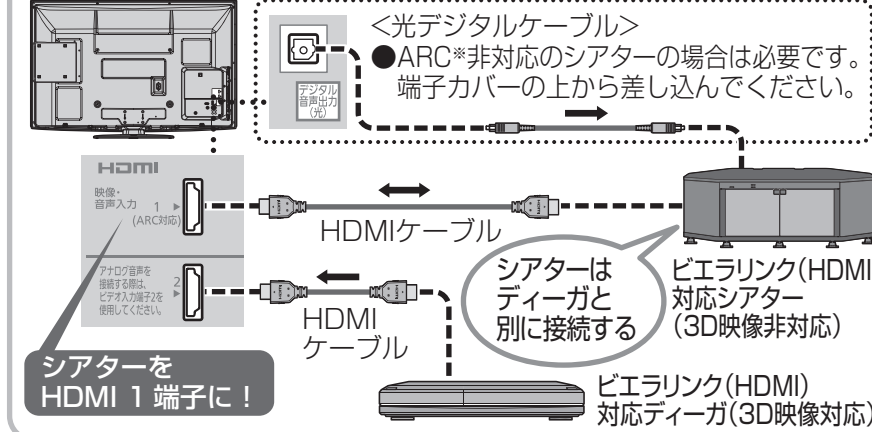 <光デジタルケーブル>
●ARC※非対応のシアターの場合は必要です。
端子カバーの上から差し込んでください。
デジタル
音声出力
(光)
HDMI
映像・
音声入力 1
(ARC対応)
HDMIケーブル
アナログ音声を
接続する際は、
ビデオ入力端子2を
使用してください。
2
HDMI
ケーブル
シアターは
ディーガと
別に接続する
ビエラリンク(HDMI
対応シアター
(3D映像非対応)
シアターを
HDMI 1 端子に!
ビエラリンク(HDMI)
対応ディーガ(3D映像対応)